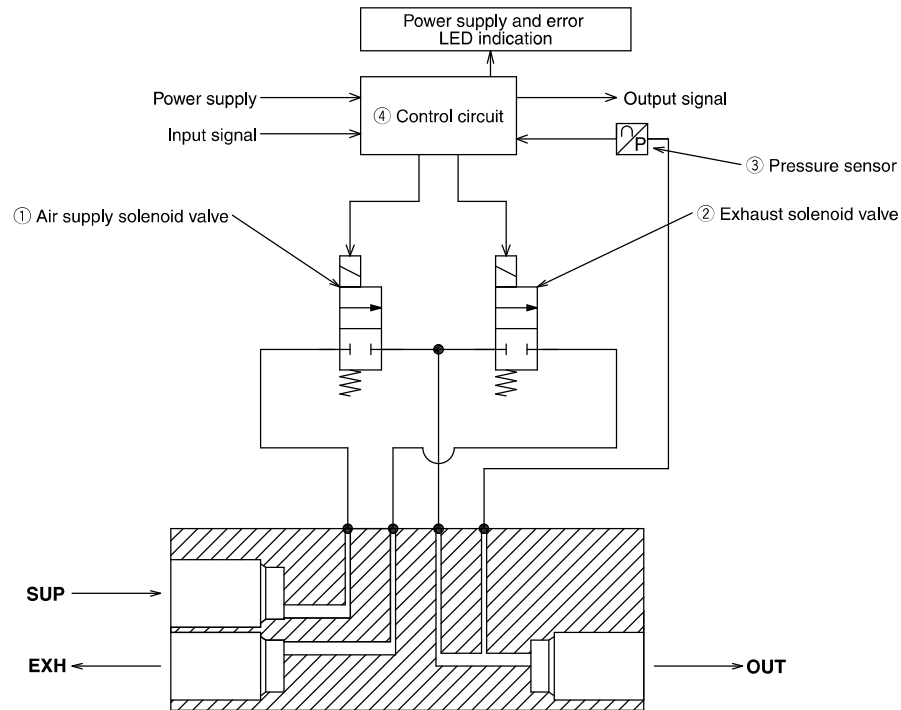 Power supply and error
LED indication
Power supply
④ Control circuit
Output signal
Input signal
P
③ Pressure sensor
① Air supply solenoid valve
② Exhaust solenoid valve
SUP
EXH
OUT